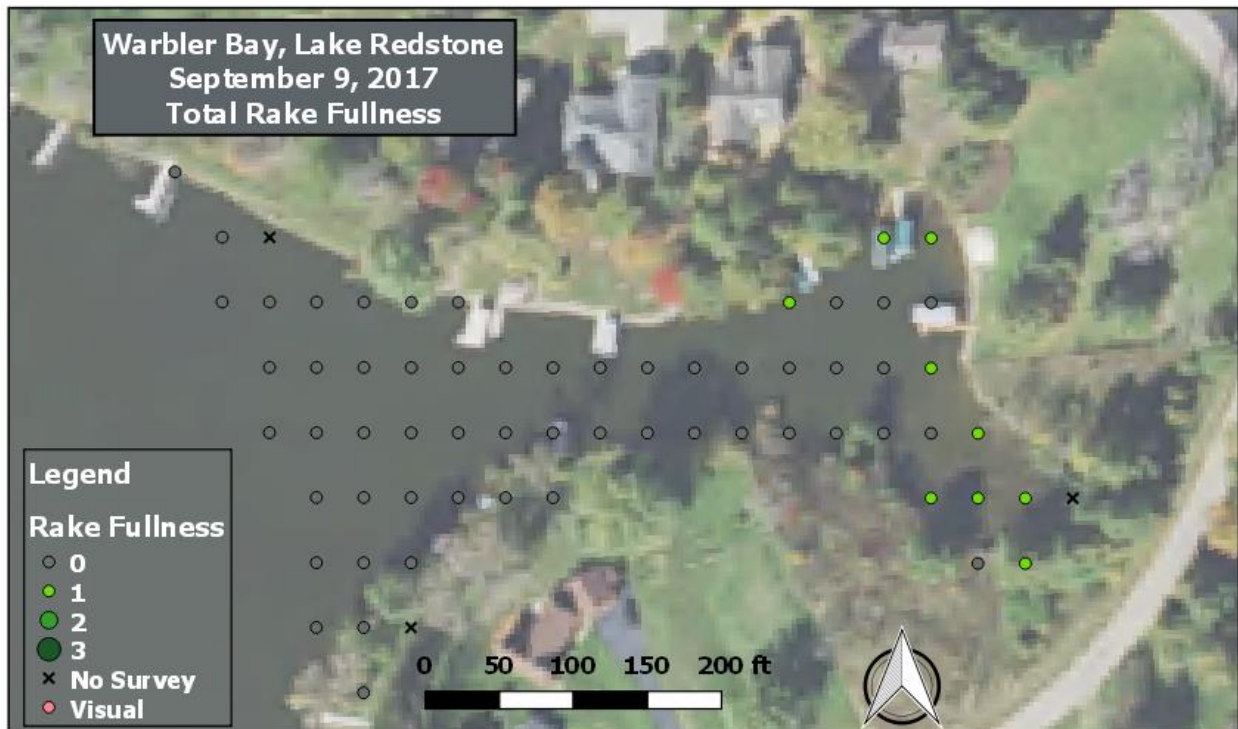 Warbler Bay, Lake Redstone
September 9, 2017
Total Rake Fullness
Legend
Rake Fullness
0
1
2
3
No Survey
Visual
0 50 100 150 200 ft